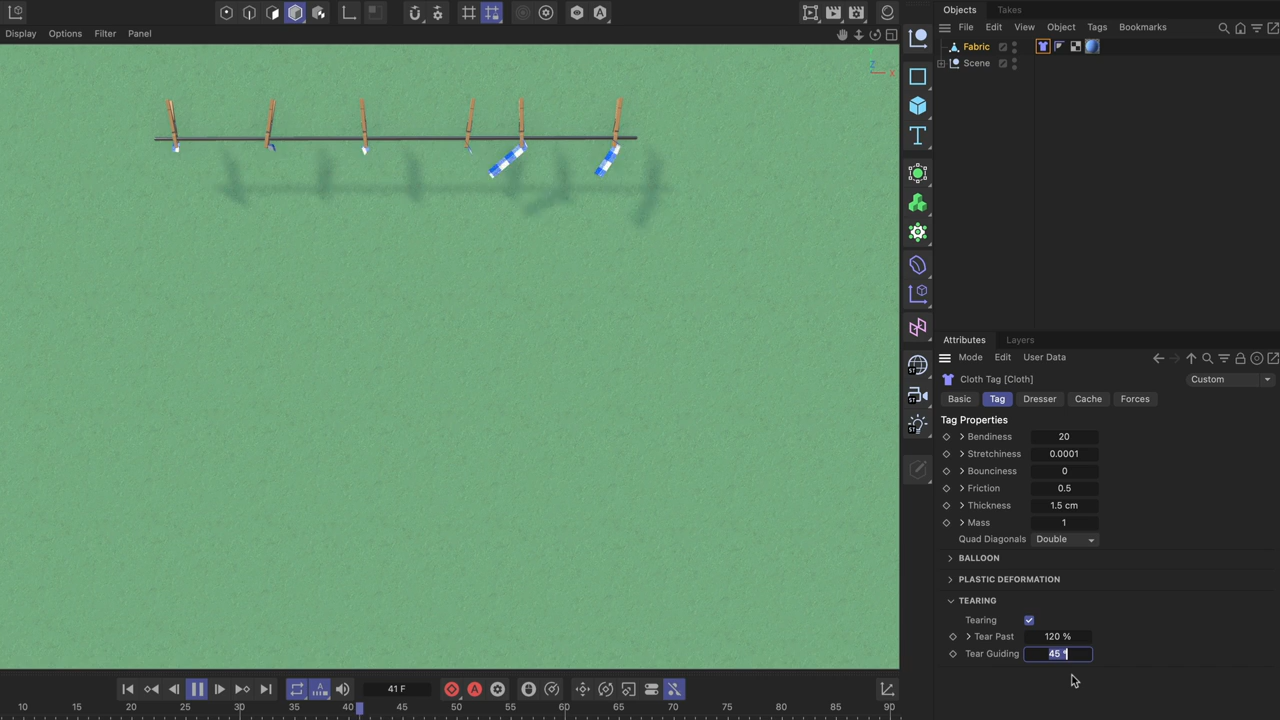 Objects Takes
File Edit View Object Tags Bookmarks
Display Options Filter Panel
Fabric
Scene
Z
X
T
ST
ST
ST
Attributes Layers
Mode Edit User Data
Cloth Tag [Cloth] Custom
Basic Tag Dresser Cache Forces
Tag Properties
Bendiness 20
Stretchiness 0.0001
Bounciness 0
Friction 0.5
Thickness 1.5 cm
Mass 1
Quad Diagonals Double
BALLOON
PLASTIC DEFORMATION
TEARING
Tearing
Tear Past 120 %
Tear Guiding 45 °
41 F
10 15 20 25 30 35 45 50 55 60 65 70 75 80 85 90